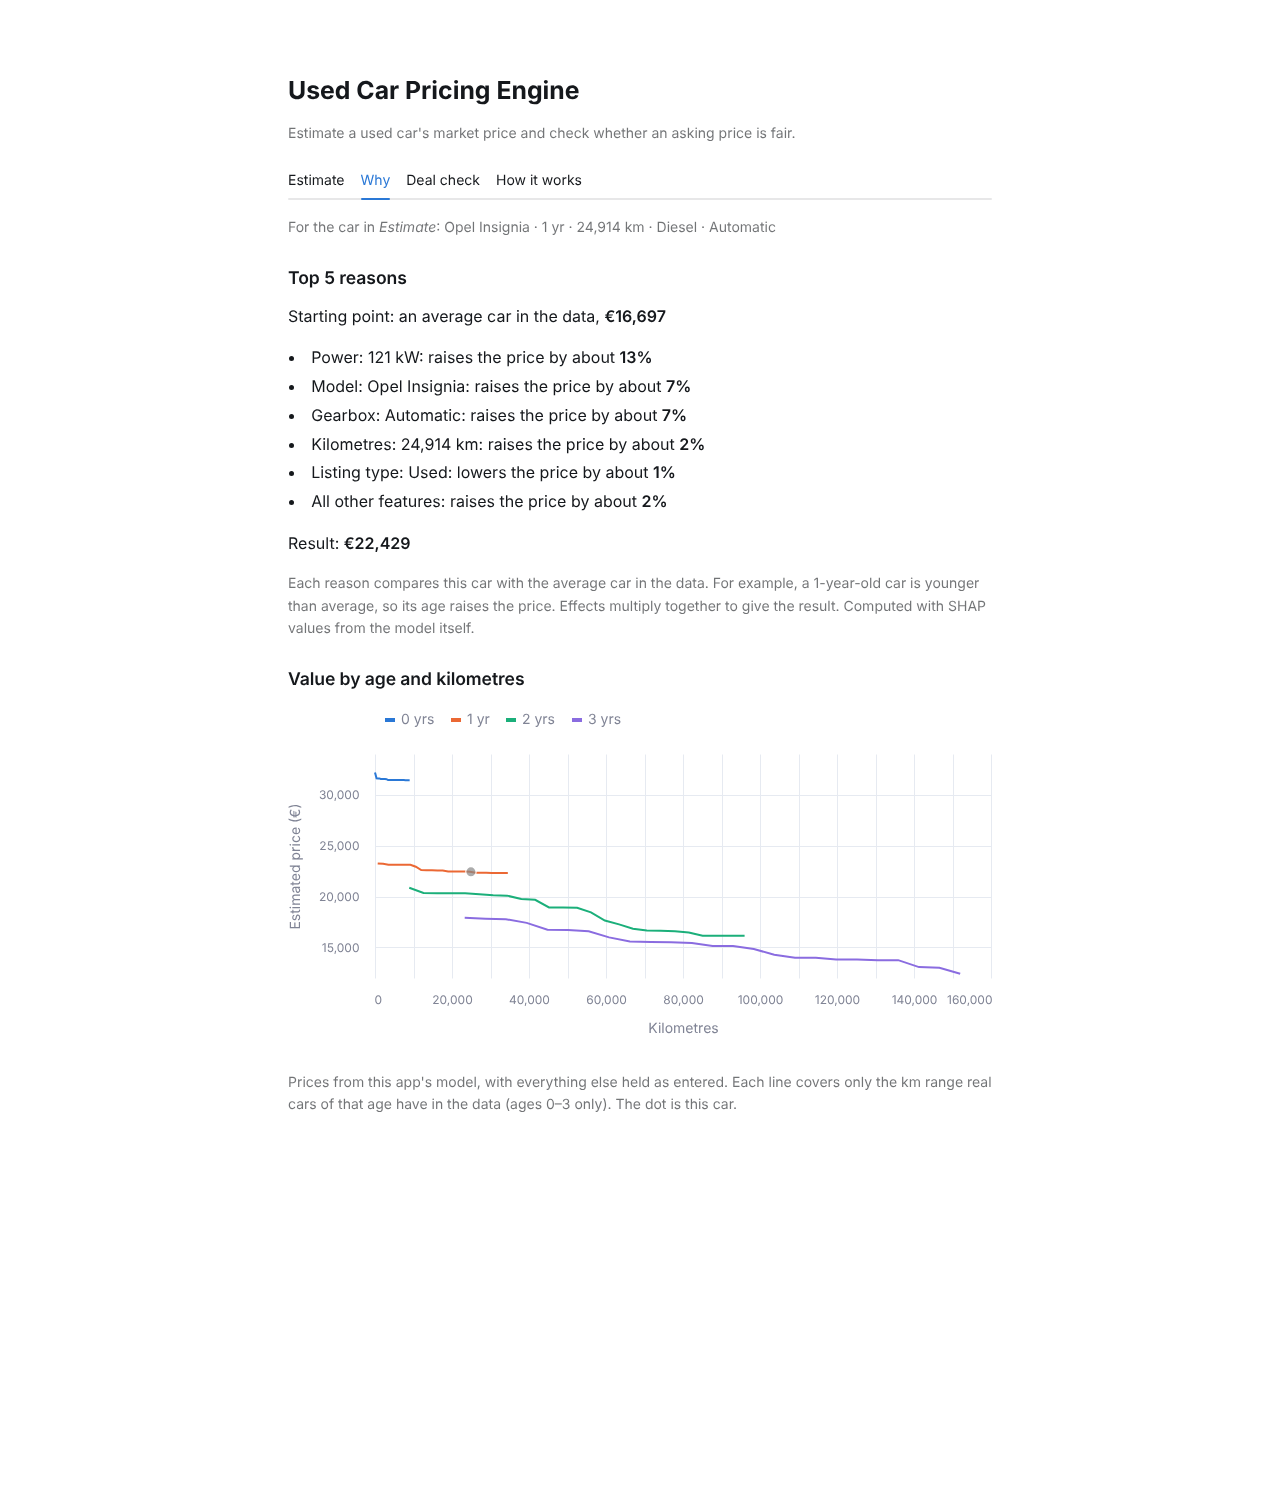 Used Car Pricing Engine
Estimate a used car's market price and check whether an asking price is fair.
Estimate Why Deal check How it works
For the car in Estimate: Opel Insignia · 1 yr · 24,914 km · Diesel · Automatic
Top 5 reasons
Starting point: an average car in the data, €16,697
• Power: 121 kW: raises the price by about 13%
• Model: Opel Insignia: raises the price by about 7%
• Gearbox: Automatic: raises the price by about 7%
• Kilometres: 24,914 km: raises the price by about 2%
• Listing type: Used: lowers the price by about 1%
• All other features: raises the price by about 2%
Result: €22,429
Each reason compares this car with the average car in the data. For example, a 1-year-old car is younger
than average, so its age raises the price. Effects multiply together to give the result. Computed with SHAP
values from the model itself.
Value by age and kilometres
0 yrs 1 yr 2 yrs 3 yrs
Estimated price (€)
30,000
25,000
20,000
15,000
0 20,000 40,000 60,000 80,000 100,000 120,000 140,000 160,000
Kilometres
Prices from this app's model, with everything else held as entered. Each line covers only the km range real
cars of that age have in the data (ages 0–3 only). The dot is this car.